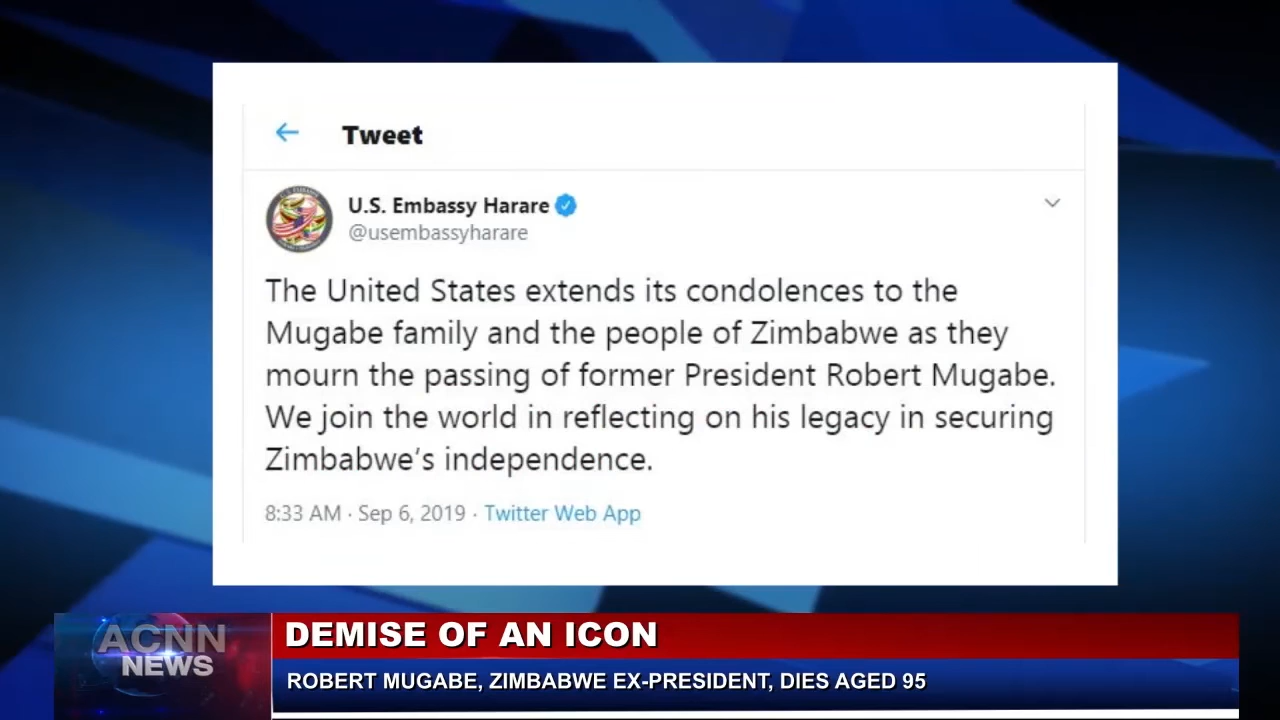 Tweet
U.S. Embassy Harare
@usembassyharare
The United States extends its condolences to the
Mugabe family and the people of Zimbabwe as they
mourn the passing of former President Robert Mugabe.
We join the world in reflecting on his legacy in securing
Zimbabwe's independence.
8:33 AM · Sep 6, 2019 · Twitter Web App
ACNN
NEWS
DEMISE OF AN ICON
ROBERT MUGABE, ZIMBABWE EX-PRESIDENT, DIES AGED 95